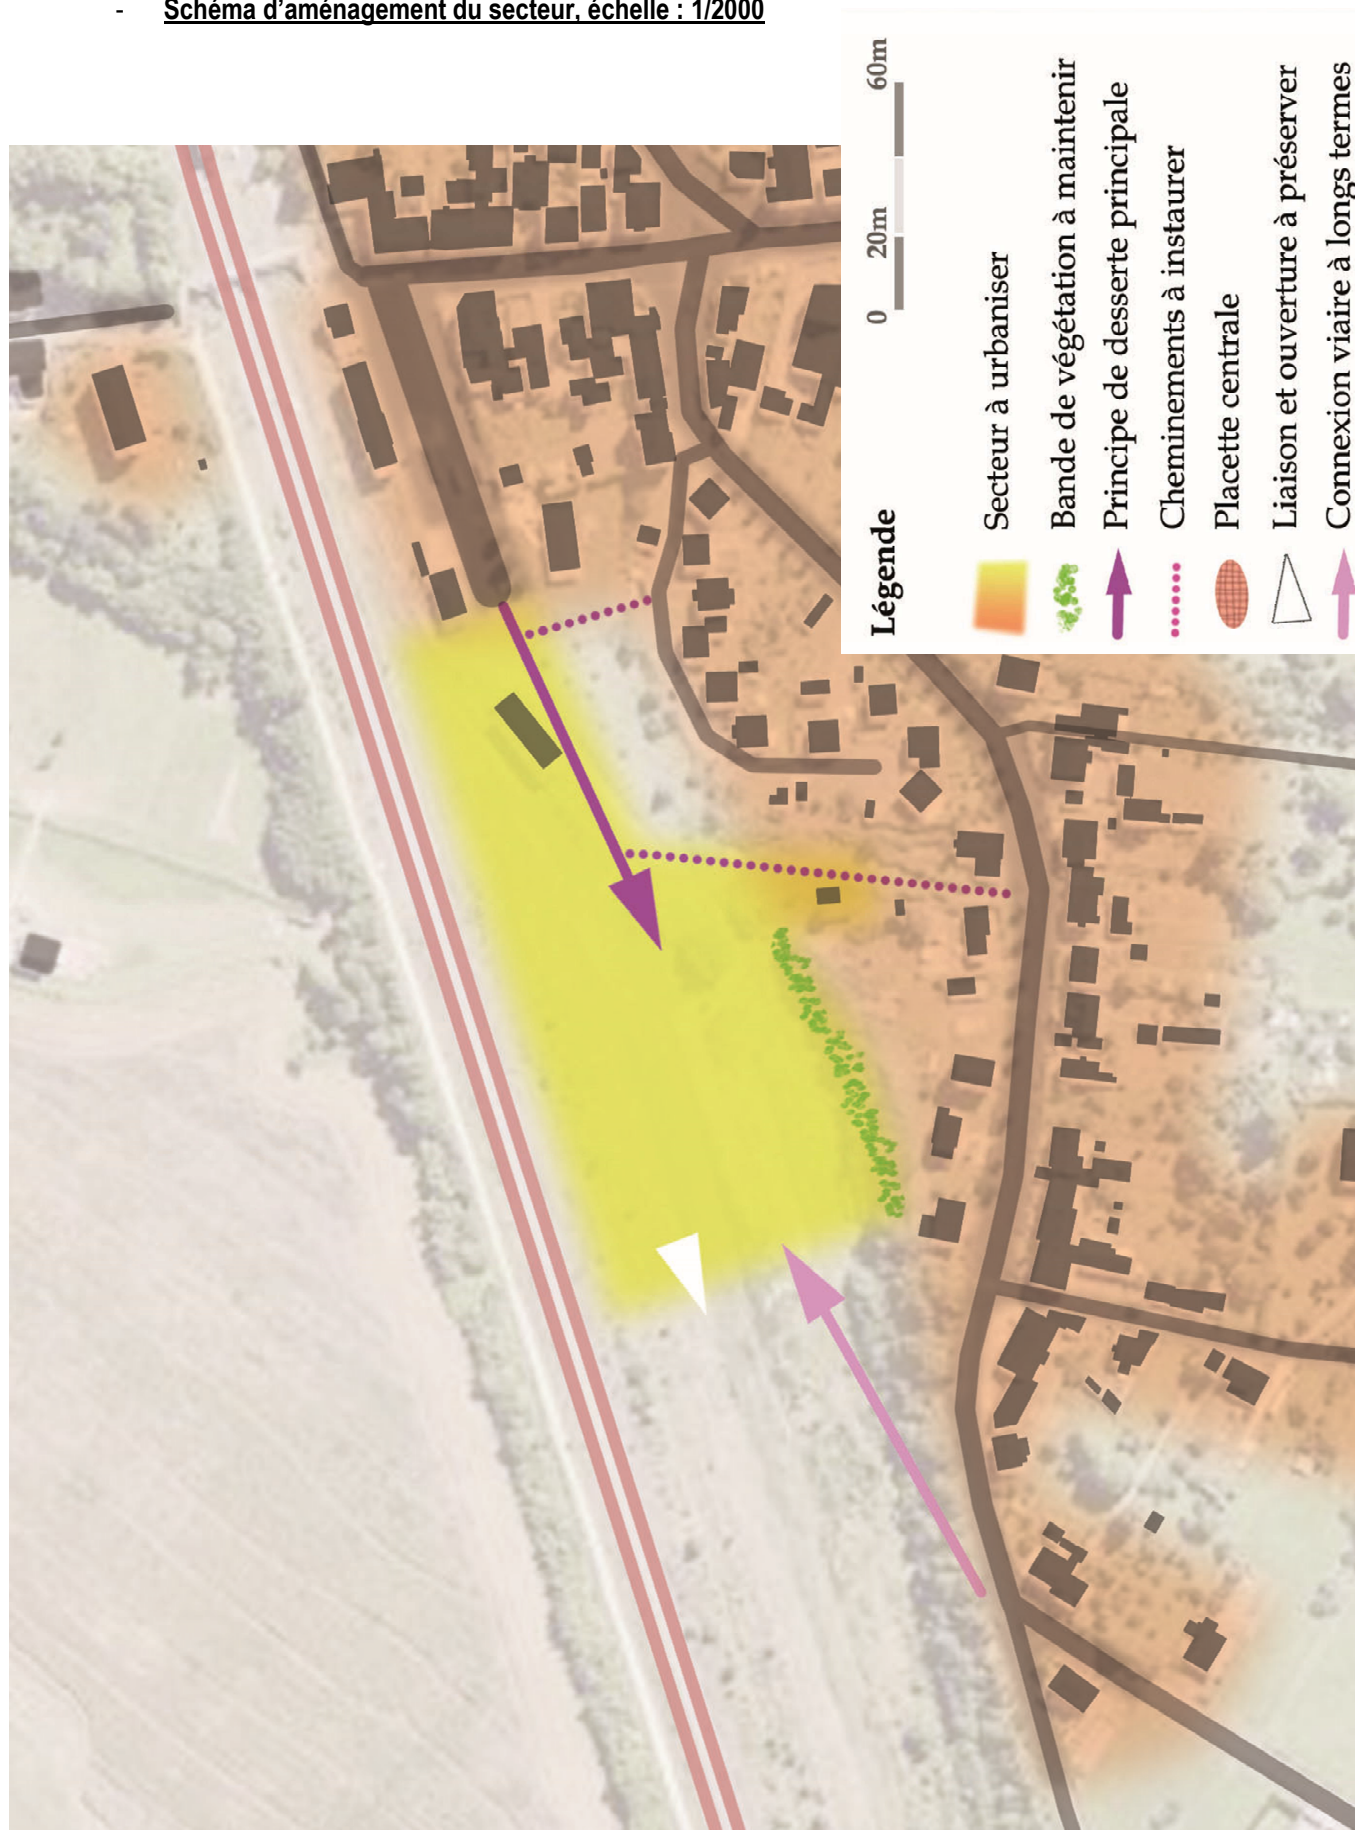 - Schéma d'aménagement du secteur, échelle : 1/2000
0 20m 60m
Légende
Secteur à urbaniser
Bande de végétation à maintenir
Principe de desserte principale
Cheminements à instaurer
Placette centrale
Liaison et ouverture à préserver
Connexion viaire à longs termes